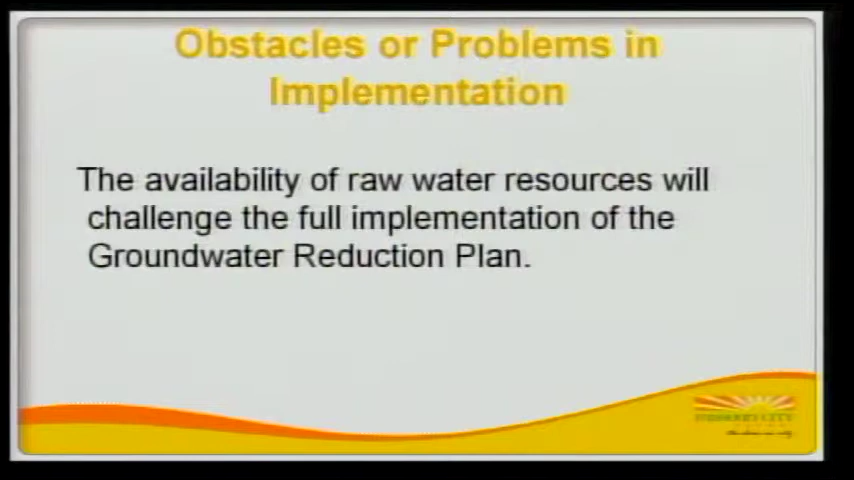 Obstacles or Problems in
Implementation
The availability of raw water resources will
challenge the full implementation of the
Groundwater Reduction Plan.